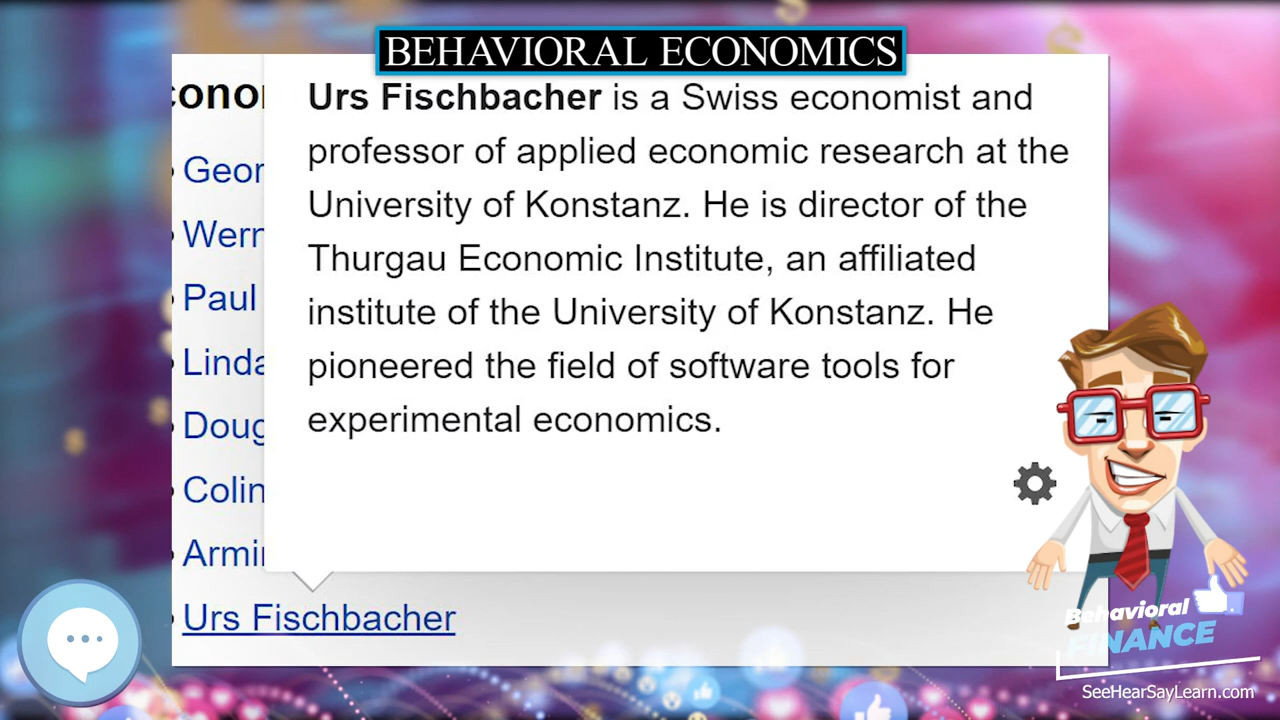 BEHAVIORAL ECONOMICS
Urs Fischbacher is a Swiss economist and
professor of applied economic research at the
University of Konstanz. He is director of the
Thurgau Economic Institute, an affiliated
institute of the University of Konstanz. He
pioneered the field of software tools for
experimental economics.
cono
Geor
Wern
Paul
Linda
Doug
Colin
Armin
Urs Fischbacher
Behavioral
FINANCE
SeeHearSayLearn.com